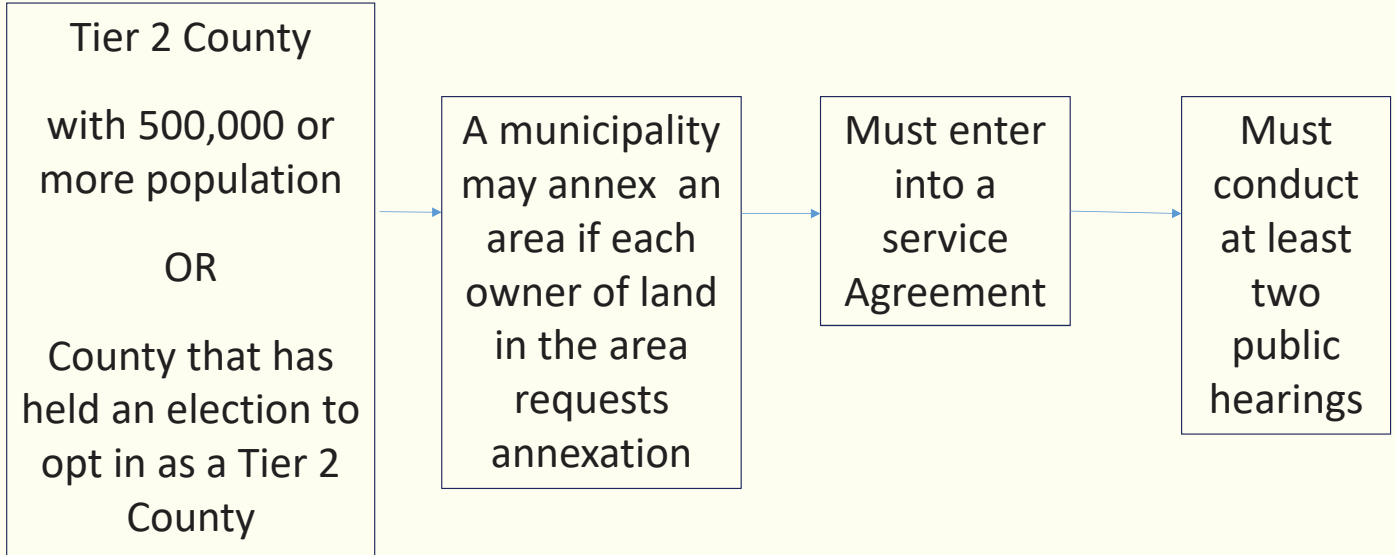 Tier 2 County
with 500,000 or
more population
OR
County that has
held an election to
opt in as a Tier 2
County
A municipality
may annex an
area if each
owner of land
in the area
requests
annexation
Must enter
into a
service
Agreement
Must
conduct
at least
two
public
hearings